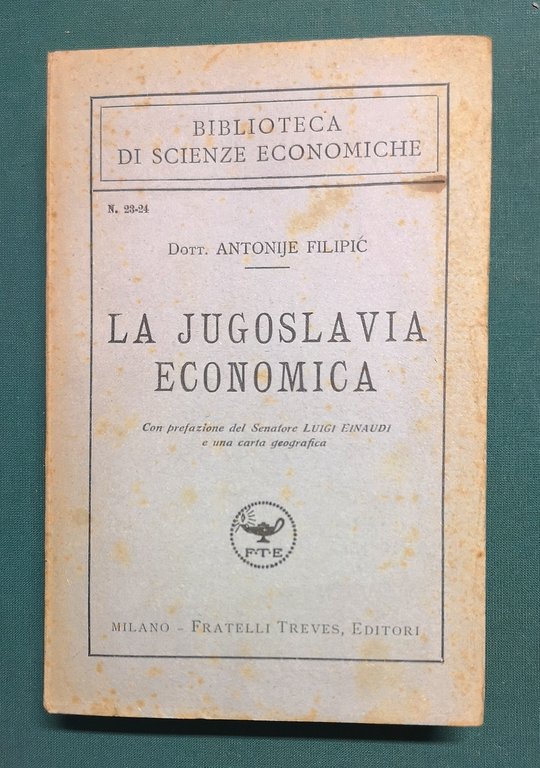 BIBLIOTECA
DI SCIENZE ECONOMICHE
N. 23-24
DOTT. ANTONIJE FILIPIĆ
LA JUGOSLAVIA
ECONOMICA
Con prefazione del Senatore LUIGI EINAUDI
e una carta geografica
F·T·E
MILANO - FRATELLI TREVES, EDITORI